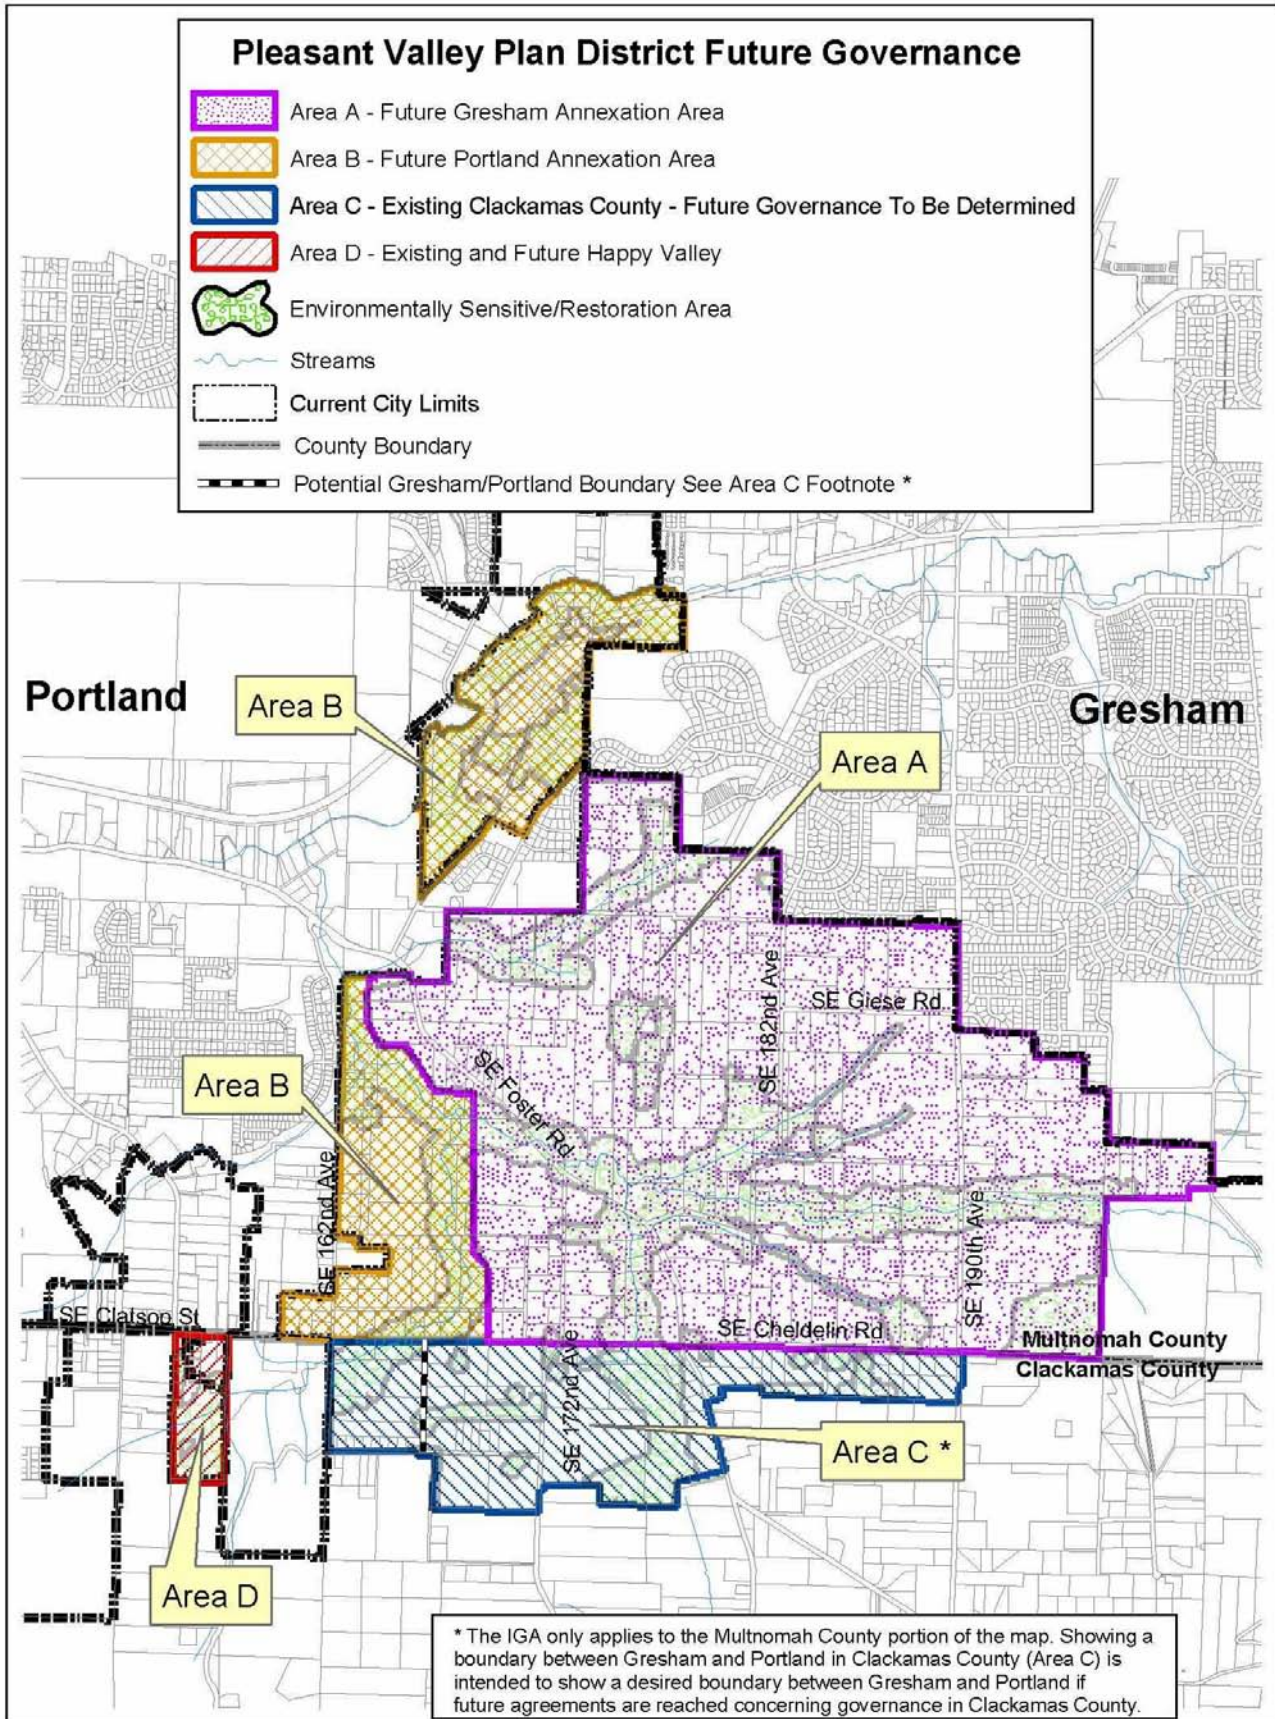 Pleasant Valley Plan District Future Governance
Area A - Future Gresham Annexation Area
Area B - Future Portland Annexation Area
Area C - Existing Clackamas County - Future Governance To Be Determined
Area D - Existing and Future Happy Valley
Environmentally Sensitive/Restoration Area
Streams
Current City Limits
County Boundary
Potential Gresham/Portland Boundary See Area C Footnote *
Portland
Area B
Gresham
Area A
SE Giese Rd
SE 182nd Ave
SE Foster Rd
Area B
SE 162nd Ave
SE 190th Ave
SE Clatsop St
SE Cheldelin Rd
Multnomah County
Clackamas County
SE 172nd Ave
Area C *
Area D
* The IGA only applies to the Multnomah County portion of the map. Showing a
boundary between Gresham and Portland in Clackamas County (Area C) is
intended to show a desired boundary between Gresham and Portland if
future agreements are reached concerning governance in Clackamas County.